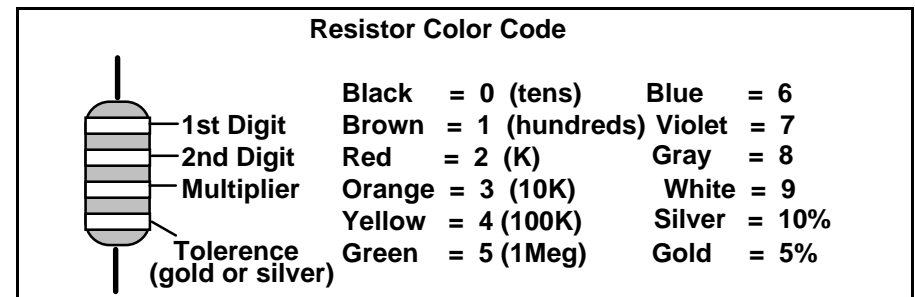 Resistor Color Code
1st Digit
2nd Digit
Multiplier
Tolerence
(gold or silver)
Black = 0 (tens)
Brown = 1 (hundreds)
Red = 2 (K)
Orange = 3 (10K)
Yellow = 4 (100K)
Green = 5 (1Meg)
Blue = 6
Violet = 7
Gray = 8
White = 9
Silver = 10%
Gold = 5%